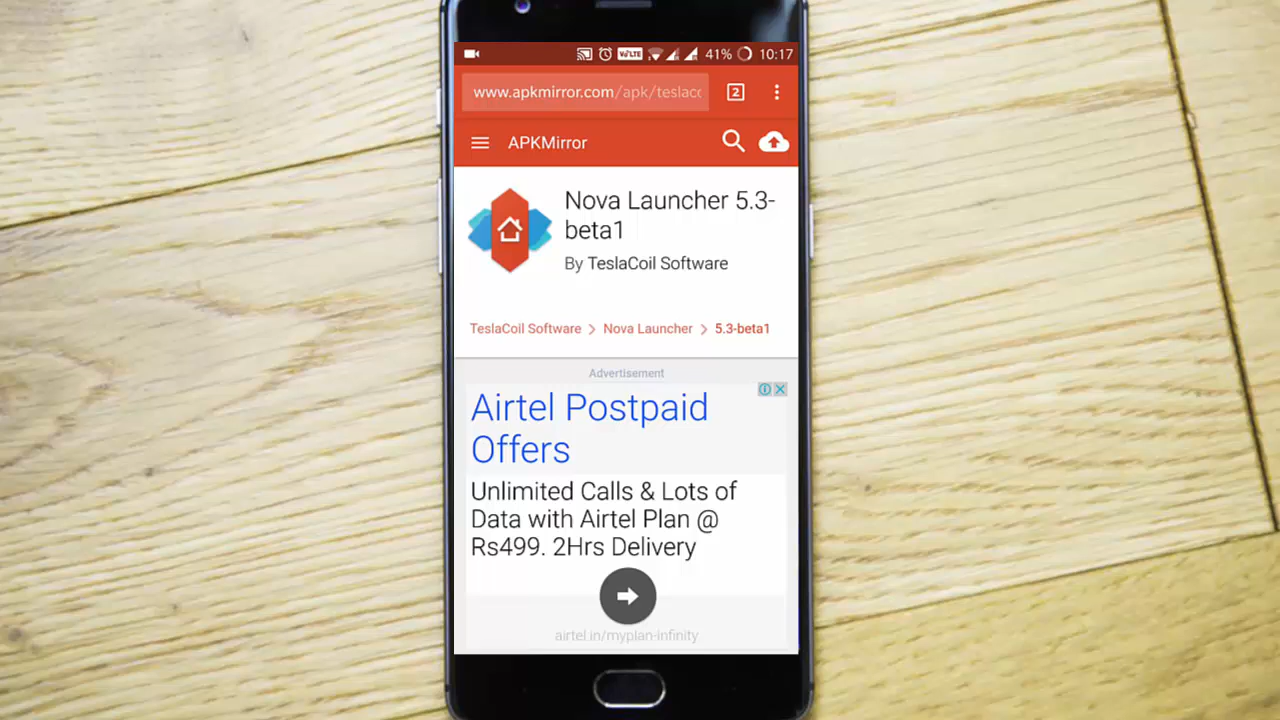 VoLTE 41% 10:17
www.apkmirror.com/apk/teslac
2
APKMirror
Nova Launcher 5.3-
beta1
By TeslaCoil Software
TeslaCoil Software > Nova Launcher > 5.3-beta1
Advertisement
Airtel Postpaid
Offers
Unlimited Calls & Lots of
Data with Airtel Plan @
Rs499. 2Hrs Delivery
airtel.in/myplan-infinity